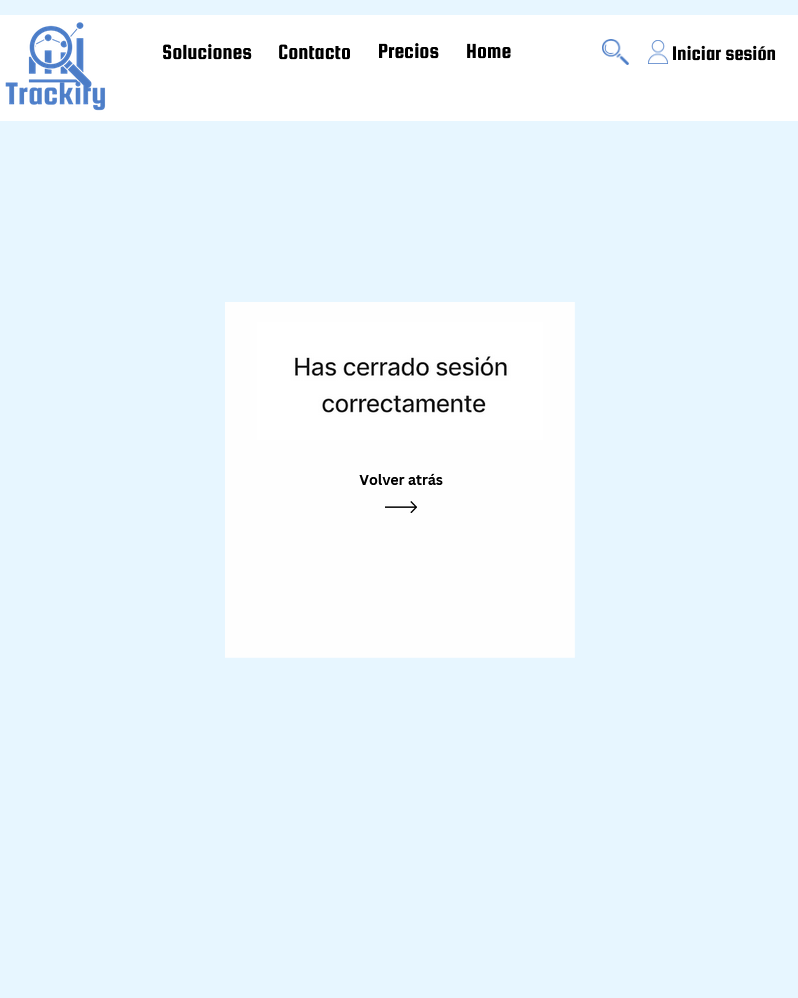 Trackify
Soluciones Contacto Precios Home Iniciar sesión
Has cerrado sesión
correctamente
Volver atrás